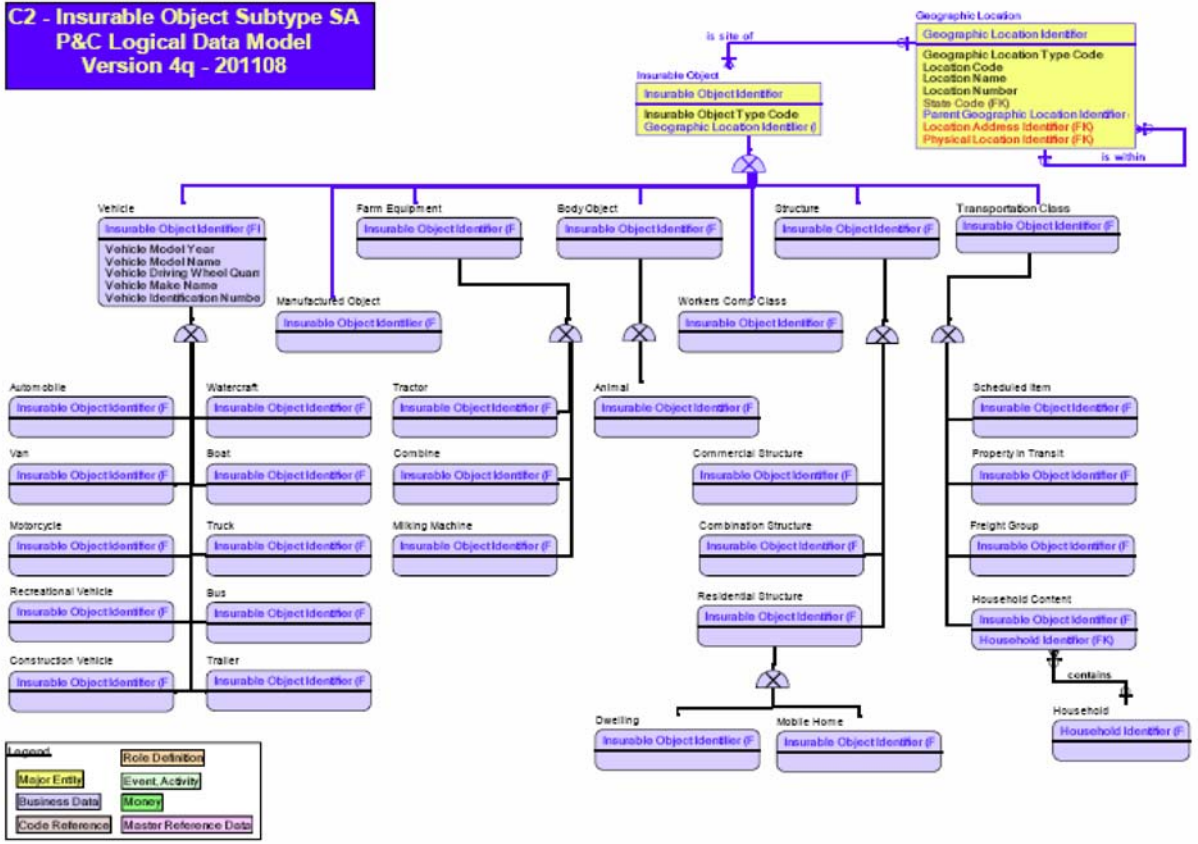 C2 - Insurable Object Subtype SA
P&C Logical Data Model
Version 4q - 201108
Geographic Location
Geographic Location Identifier
Geographic Location Type Code
Location Code
Location Name
Location Number
State Code (FK)
Parent Geographic Location Identifier
Location Address Identifier (FK)
Physical Location Identifier (FK)
is site of
is within
Insurable Object
Insurable Object Identifier
Insurable Object Type Code
Geographic Location Identifier (
Vehicle
Insurable Object Identifier (F
Vehicle Model Year
Vehicle Model Name
Vehicle Driving Wheel Quan
Vehicle Make Name
Vehicle Identification Numbe
Farm Equipment
Insurable Object Identifier (F
Body Object
Insurable Object Identifier (F
Structure
Insurable Object Identifier (F
Transportation Class
Insurable Object Identifier (F
Manufactured Object
Insurable Object Identifier (F
Workers Comp Class
Insurable Object Identifier (F
Automobile
Insurable Object Identifier (F
Watercraft
Insurable Object Identifier (F
Tractor
Insurable Object Identifier (F
Animal
Insurable Object Identifier (F
Scheduled Item
Insurable Object Identifier (F
Van
Insurable Object Identifier (F
Boat
Insurable Object Identifier (F
Combine
Insurable Object Identifier (F
Commercial Structure
Insurable Object Identifier (F
Property In Transit
Insurable Object Identifier (F
Motorcycle
Insurable Object Identifier (F
Truck
Insurable Object Identifier (F
Milking Machine
Insurable Object Identifier (F
Combination Structure
Insurable Object Identifier (F
Freight Group
Insurable Object Identifier (F
Recreational Vehicle
Insurable Object Identifier (F
Bus
Insurable Object Identifier (F
Residential Structure
Insurable Object Identifier (F
Household Content
Insurable Object Identifier (F
Household Identifier (FK)
Construction Vehicle
Insurable Object Identifier (F
Trailer
Insurable Object Identifier (F
contains
Dwelling
Insurable Object Identifier (F
Mobile Home
Insurable Object Identifier (F
Household
Household Identifier (F
Legend
Role Definition
Major Entity
Event, Activity
Business Data
Money
Code Reference
Master Reference Data